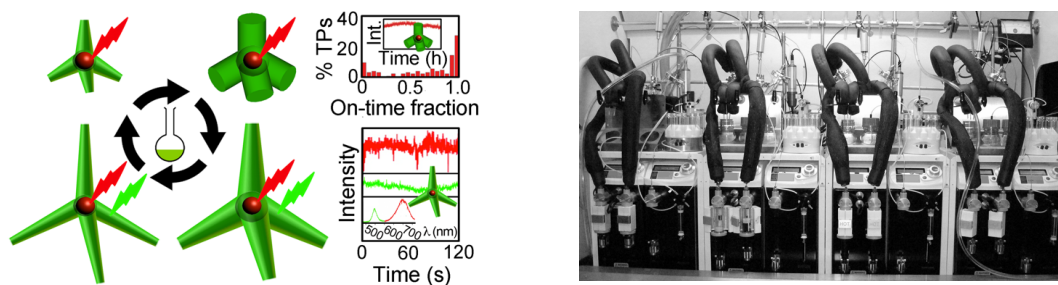 40
20
0
% TPs
Int.
Time (h)
0 0.5 1.0
On-time fraction
Intensity
500 600 700 λ (nm)
0 60 120
Time (s)